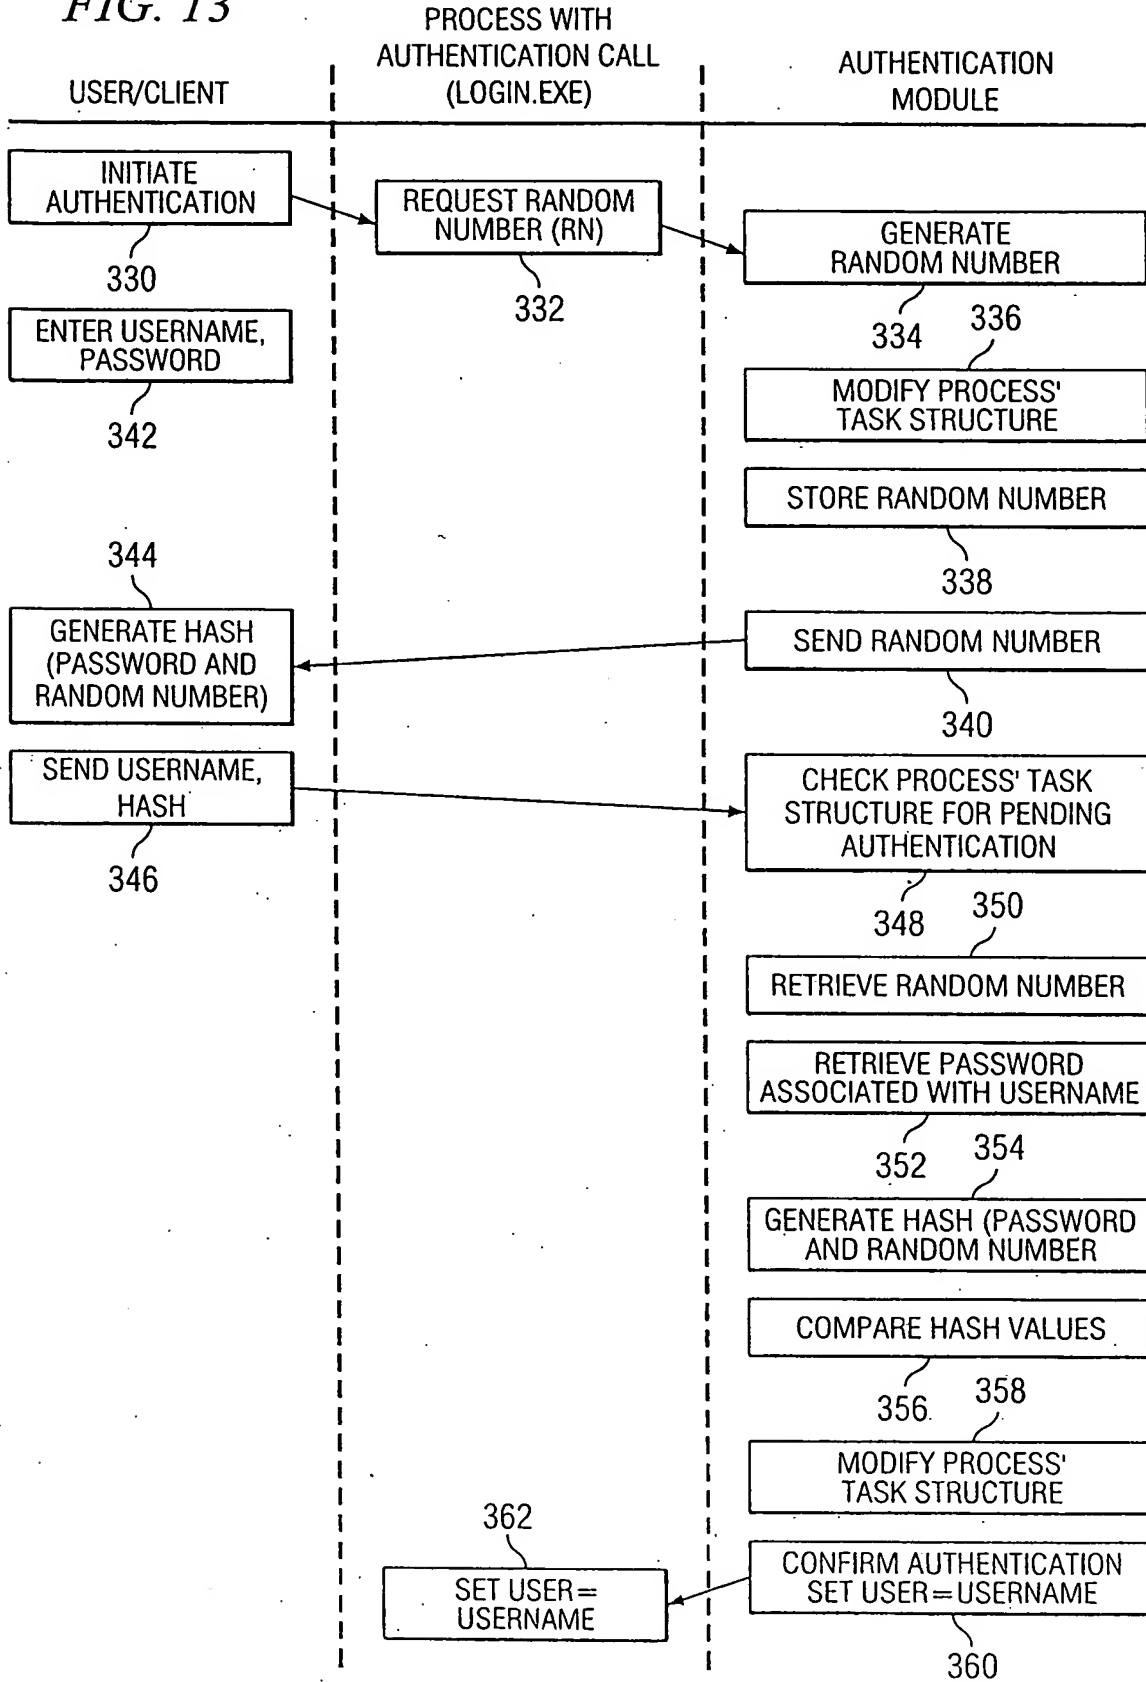 FIG. 13
PROCESS WITH
AUTHENTICATION CALL
(LOGIN.EXE)
USER/CLIENT
AUTHENTICATION
MODULE
INITIATE
AUTHENTICATION
330
REQUEST RANDOM
NUMBER (RN)
332
GENERATE
RANDOM NUMBER
334
336
ENTER USERNAME,
PASSWORD
342
MODIFY PROCESS'
TASK STRUCTURE
STORE RANDOM NUMBER
338
344
GENERATE HASH
(PASSWORD AND
RANDOM NUMBER)
SEND RANDOM NUMBER
340
SEND USERNAME,
HASH
346
CHECK PROCESS' TASK
STRUCTURE FOR PENDING
AUTHENTICATION
348
350
RETRIEVE RANDOM NUMBER
RETRIEVE PASSWORD
ASSOCIATED WITH USERNAME
352
354
GENERATE HASH (PASSWORD
AND RANDOM NUMBER
COMPARE HASH VALUES
356
358
MODIFY PROCESS'
TASK STRUCTURE
362
SET USER=
USERNAME
CONFIRM AUTHENTICATION
SET USER=USERNAME
360